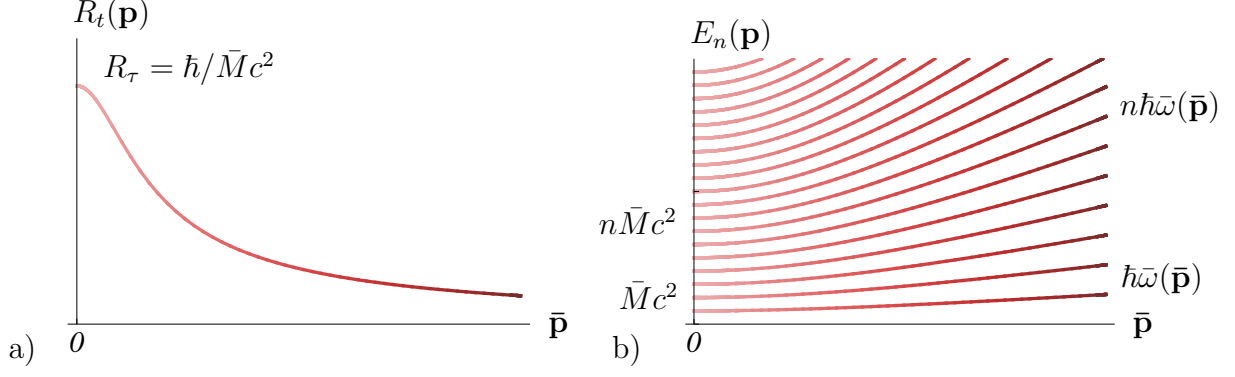 R_t(𝐩)
R_τ = ħ/M̄c²
𝐩̄
0
a)
E_n(𝐩)
nħω̄(𝐩̄)
nM̄c²
M̄c²
ħω̄(𝐩̄)
𝐩̄
0
b)